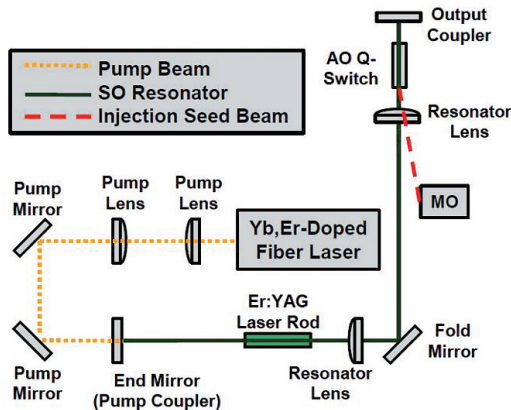 Output
Coupler
AO Q-
Switch
Pump Beam
SO Resonator
Injection Seed Beam
Resonator
Lens
MO
Pump
Mirror
Pump
Lens
Pump
Lens
Yb,Er-Doped
Fiber Laser
Er:YAG
Laser Rod
Fold
Mirror
Pump
Mirror
End Mirror
(Pump Coupler)
Resonator
Lens